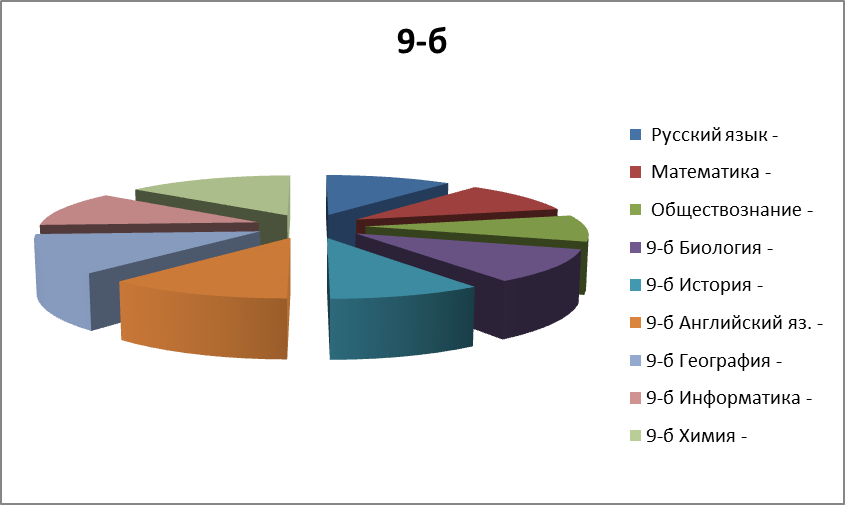 9-б
Русский язык -
Математика -
Обществознание -
9-б Биология -
9-б История -
9-б Английский яз. -
9-б География -
9-б Информатика -
9-б Химия -